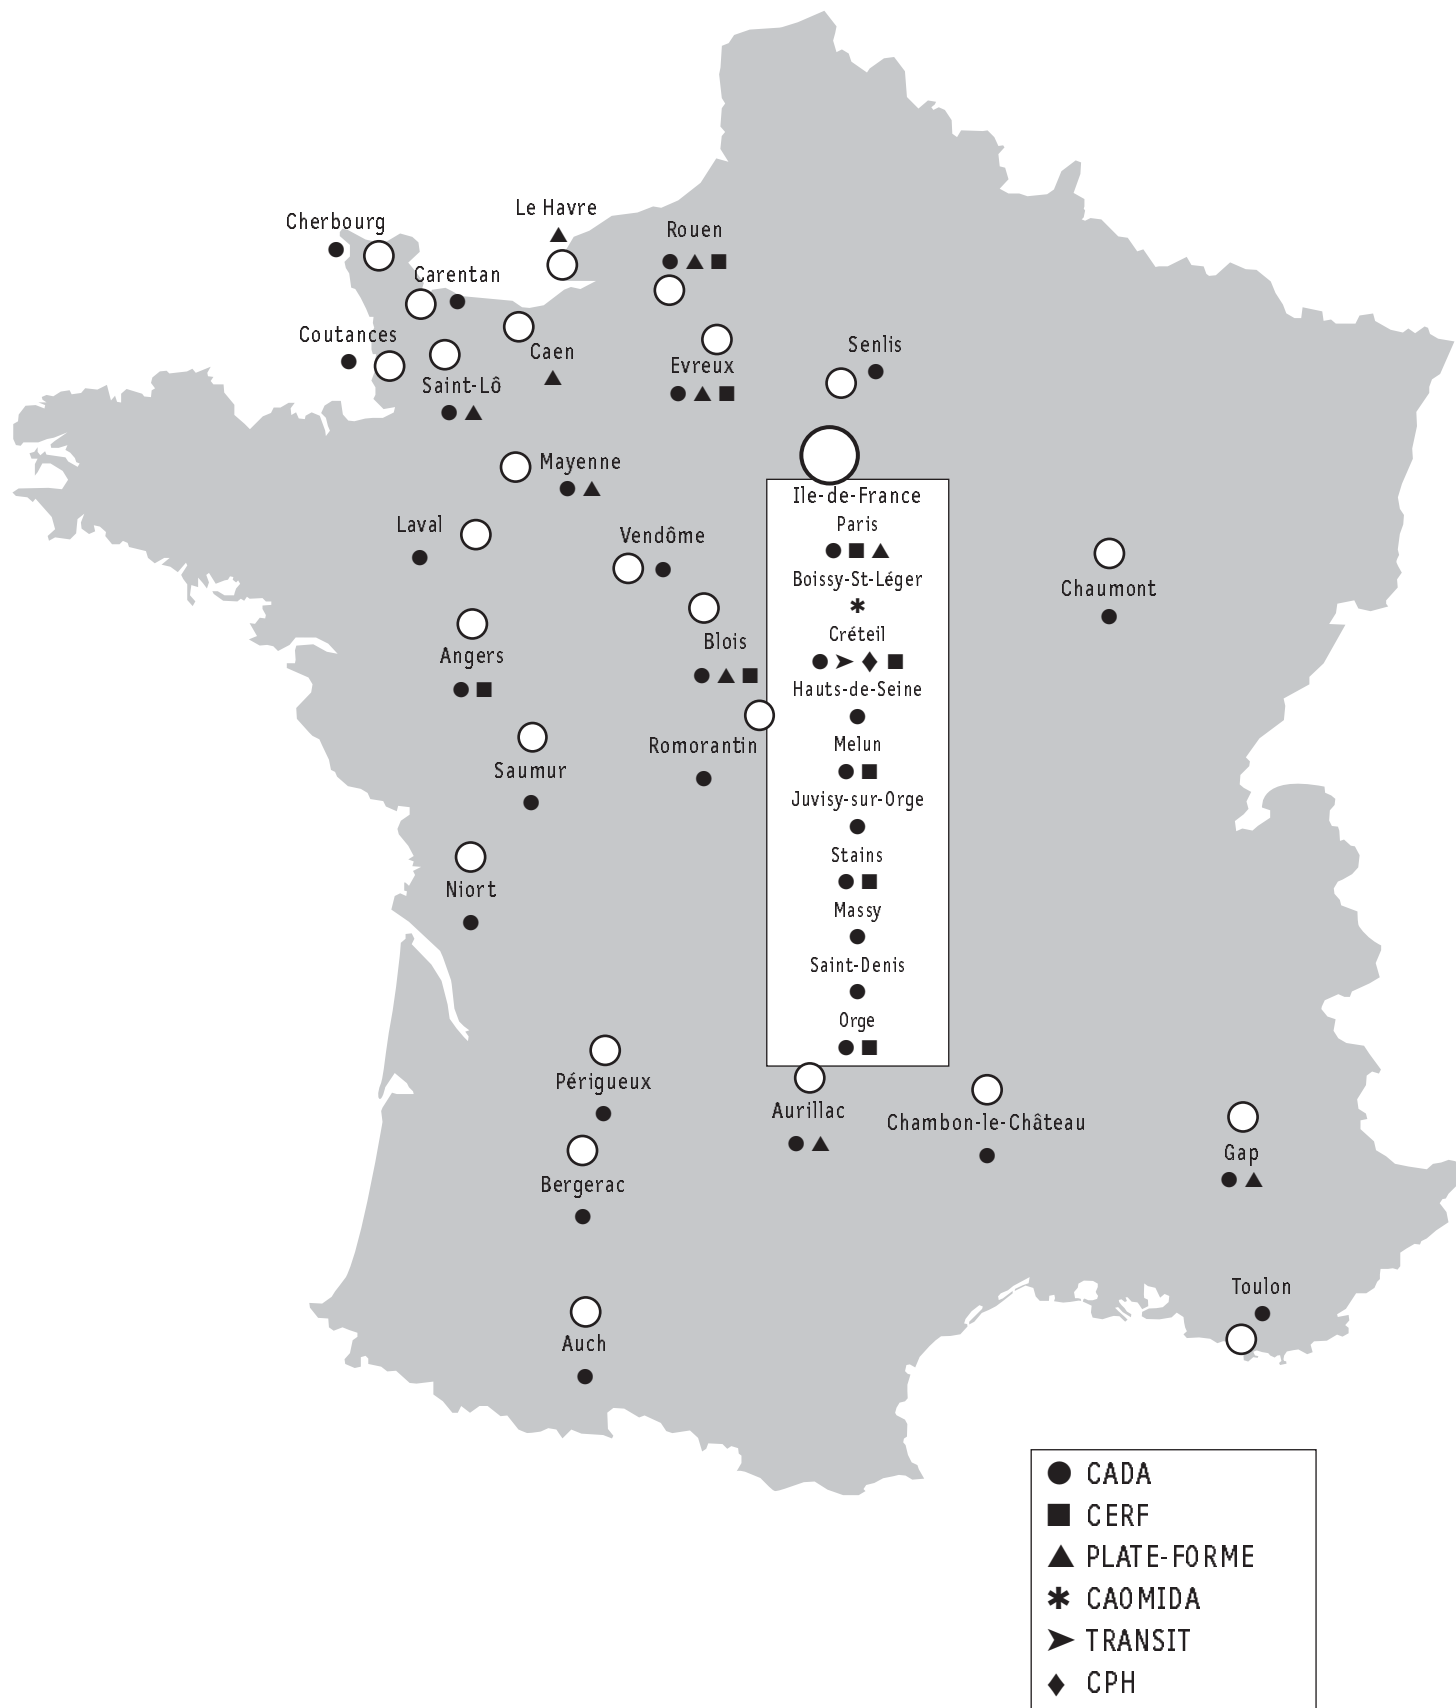 Le Havre
Cherbourg
Rouen
Carentan
Coutances
Caen
Evreux
Senlis
Saint-Lô
Mayenne
Ile-de-France
Paris
Boissy-St-Léger
Créteil
Hauts-de-Seine
Melun
Juvisy-sur-Orge
Stains
Massy
Saint-Denis
Orge
Laval
Vendôme
Chaumont
Blois
Angers
Romorantin
Saumur
Niort
Périgueux
Aurillac
Chambon-le-Château
Gap
Bergerac
Toulon
Auch
CADA
CERF
PLATE-FORME
CAOMIDA
TRANSIT
CPH